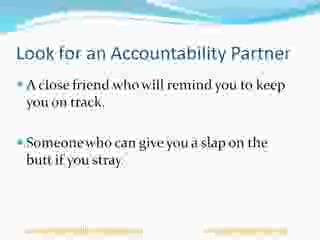 Look for an Accountability Partner
A close friend who will remind you to keep
you on track.
Someone who can give you a slap on the
butt if you stray